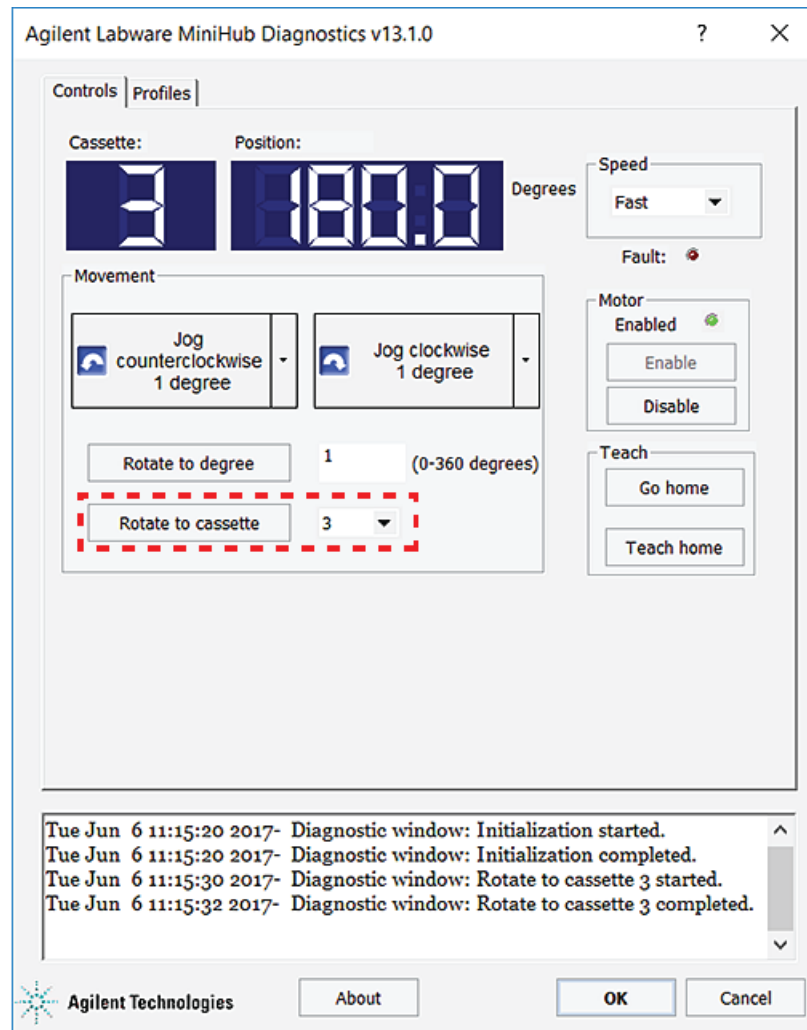 Agilent Labware MiniHub Diagnostics v13.1.0 ?
Controls Profiles
Cassette: Position:
3 180.0 Degrees
Speed
Fast
Fault:
Movement
Jog
counterclockwise
1 degree
Jog clockwise
1 degree
Motor
Enabled
Enable
Disable
Rotate to degree 1 (0-360 degrees)
Rotate to cassette 3
Teach
Go home
Teach home
Tue Jun 6 11:15:20 2017- Diagnostic window: Initialization started.
Tue Jun 6 11:15:20 2017- Diagnostic window: Initialization completed.
Tue Jun 6 11:15:30 2017- Diagnostic window: Rotate to cassette 3 started.
Tue Jun 6 11:15:32 2017- Diagnostic window: Rotate to cassette 3 completed.
Agilent Technologies About OK Cancel